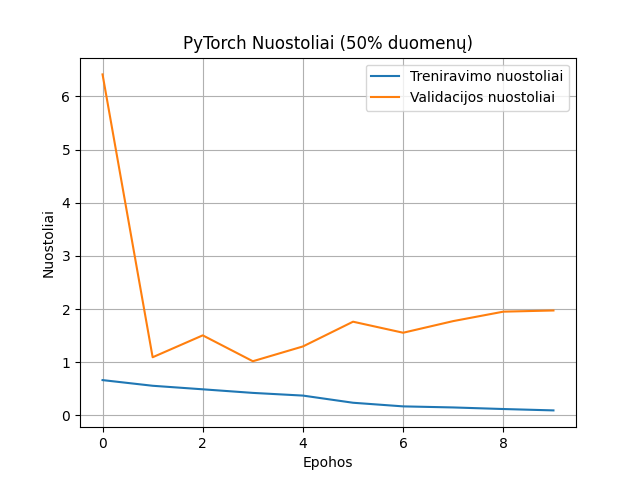 PyTorch Nuostoliai (50% duomenų)
Treniravimo nuostoliai
Validacijos nuostoliai
Nuostoliai
6
5
4
3
2
1
0
0 2 4 6 8
Epohos